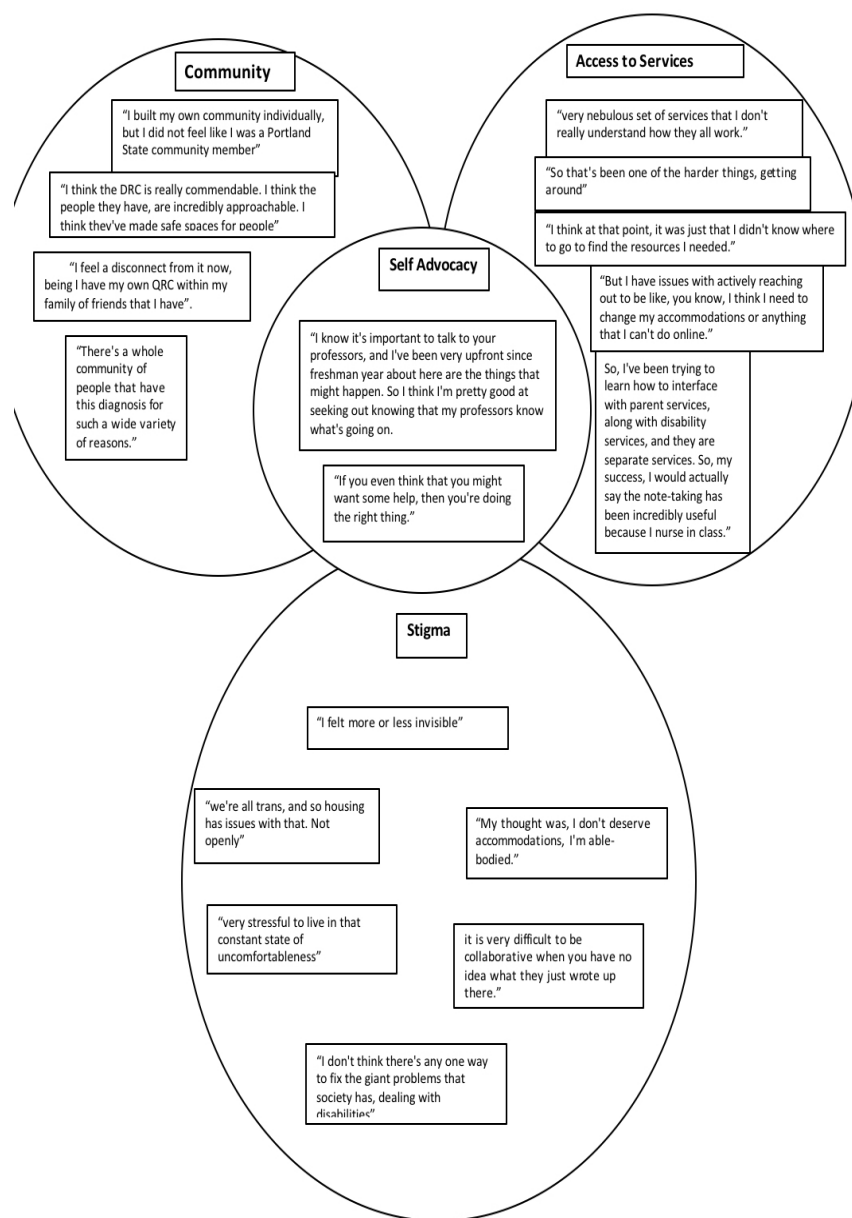 Community
“I built my own community individually,
but I did not feel like I was a Portland
State community member”
“I think the DRC is really commendable. I think the
people they have, are incredibly approachable. I
think they've made safe spaces for people”
“I feel a disconnect from it now,
being I have my own QRC within my
family of friends that I have”.
“There's a whole
community of
people that have
this diagnosis for
such a wide variety
of reasons.”
Access to Services
“very nebulous set of services that I don't
really understand how they all work.”
“So that's been one of the harder things, getting
around”
“I think at that point, it was just that I didn't know where
to go to find the resources I needed.”
“But I have issues with actively reaching
out to be like, you know, I think I need to
change my accommodations or anything
that I can't do online.”
So, I've been trying to
learn how to interface
with parent services,
along with disability
services, and they are
separate services. So, my
success, I would actually
say the note-taking has
been incredibly useful
because I nurse in class.”
Self Advocacy
“I know it's important to talk to your
professors, and I've been very upfront since
freshman year about here are the things that
might happen. So I think I'm pretty good at
seeking out knowing that my professors know
what's going on.
“If you even think that you might
want some help, then you're doing
the right thing.”
Stigma
“I felt more or less invisible”
“we're all trans, and so housing
has issues with that. Not
openly”
“My thought was, I don't deserve
accommodations, I'm able-
bodied.”
“very stressful to live in that
constant state of
uncomfortableness”
it is very difficult to be
collaborative when you have no
idea what they just wrote up
there.”
“I don't think there's any one way
to fix the giant problems that
society has, dealing with
disabilities”